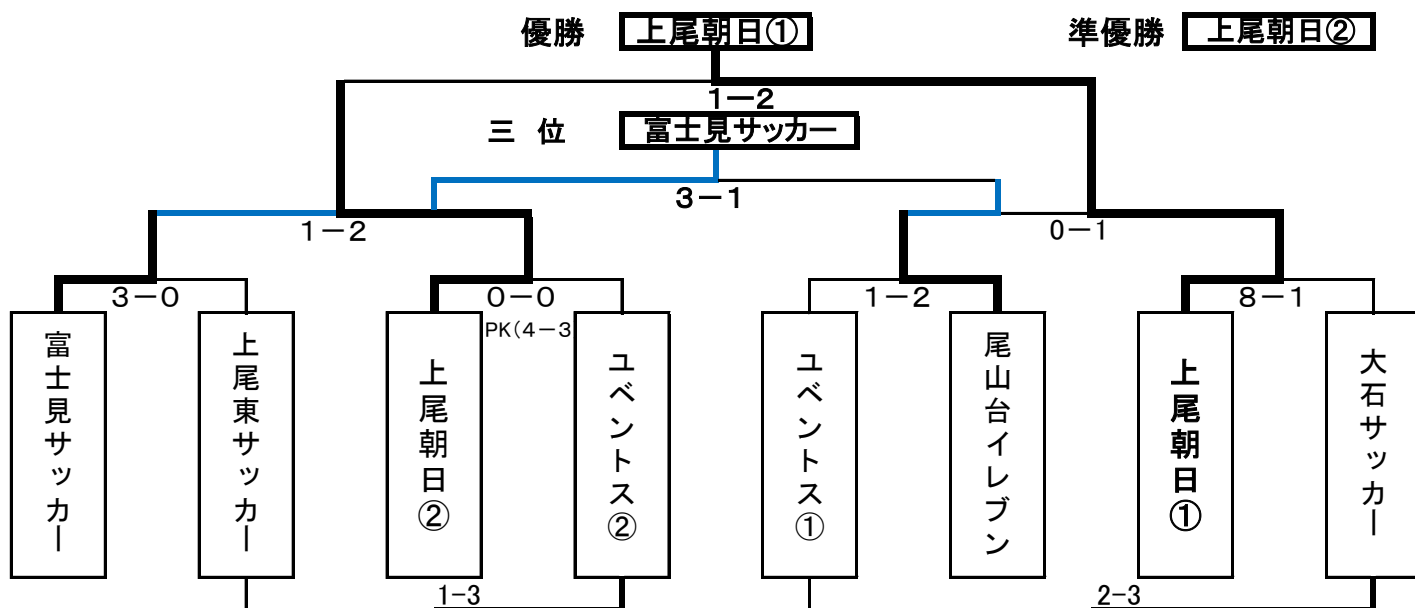 優勝 上尾朝日① 準優勝 上尾朝日②
1－2
三 位 富士見サッカー
3－1
1－2 0－1
3－0 0－0 1－2 8－1
PK(4－3
富士見サッカー
上尾東サッカー
上尾朝日②
ユベントス②
ユベントス①
尾山台イレブン
上尾朝日①
大石サッカー
1-3 2-3